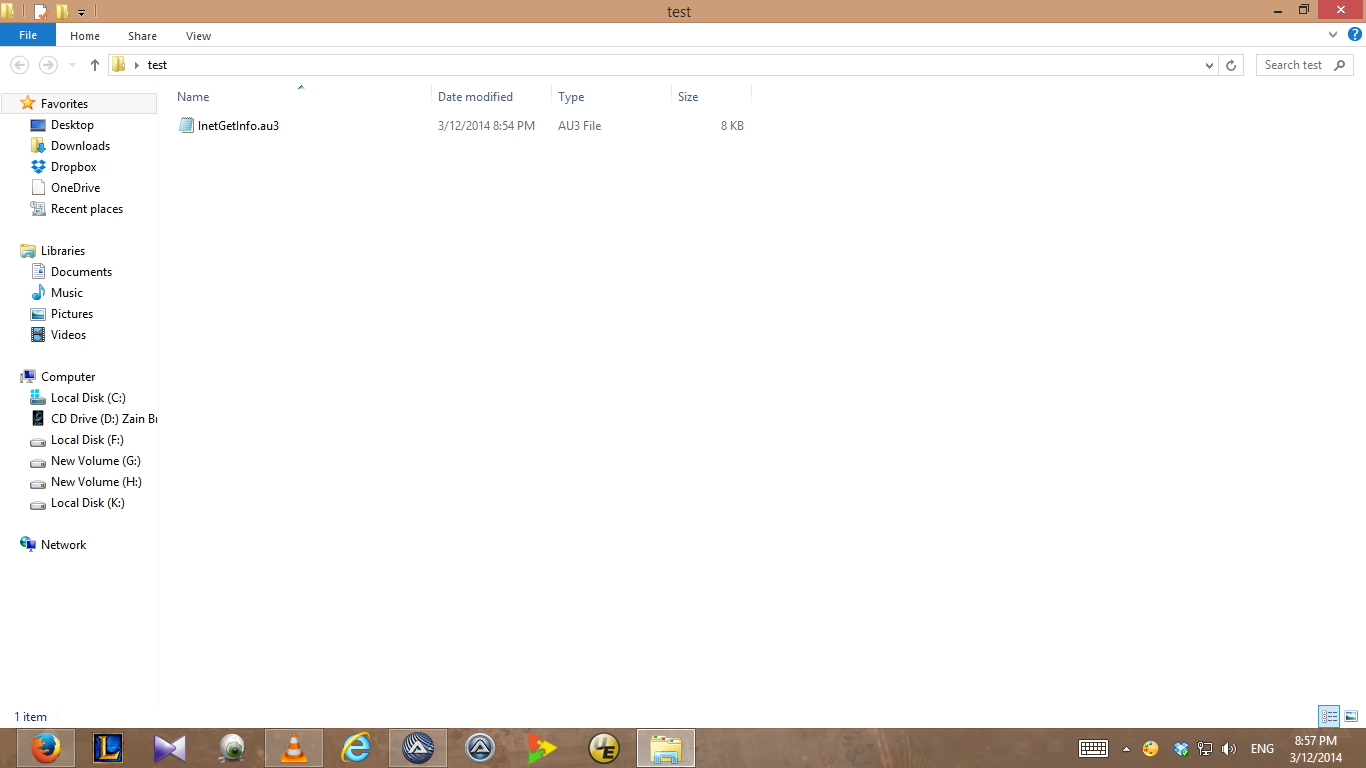 test
File Home Share View
test
Search test
Name Date modified Type Size
InetGetInfo.au3 3/12/2014 8:54 PM AU3 File 8 KB
Favorites
Desktop
Downloads
Dropbox
OneDrive
Recent places
Libraries
Documents
Music
Pictures
Videos
Computer
Local Disk (C:)
CD Drive (D:) Zain
Local Disk (F:)
New Volume (G:)
New Volume (H:)
Local Disk (K:)
Network
1 item
L
UE
ENG
8:57 PM
3/12/2014